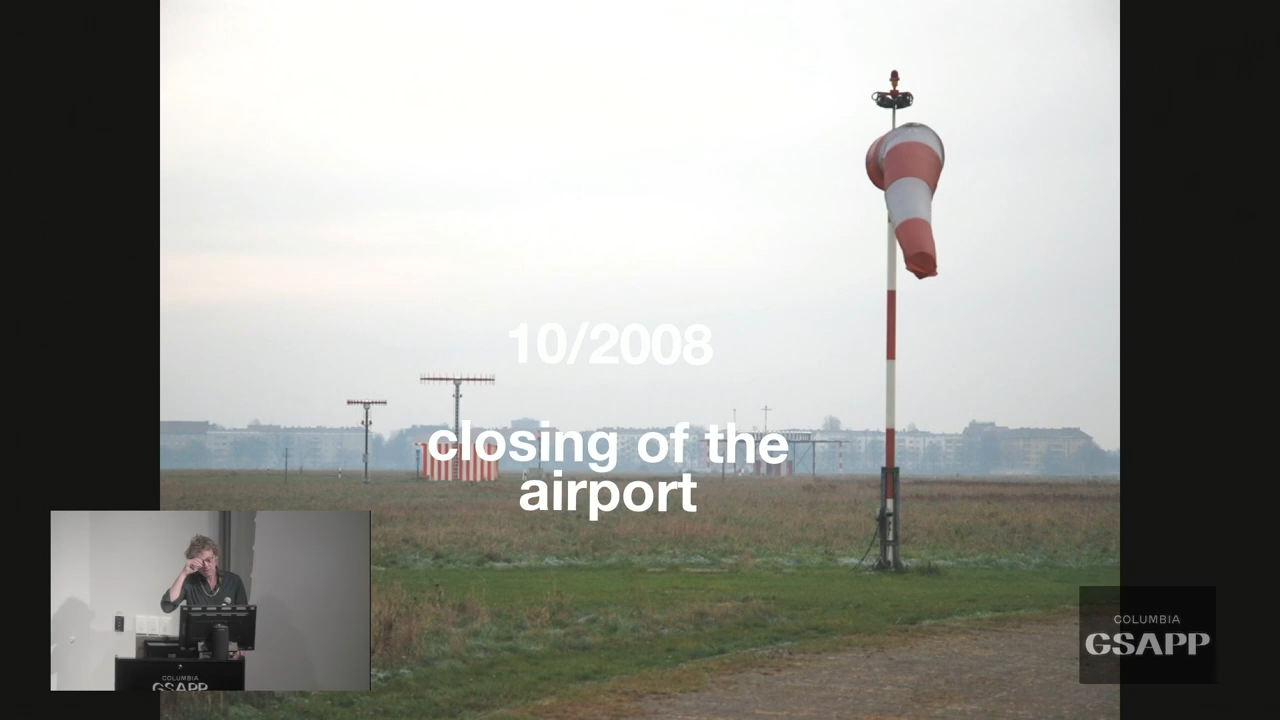 10/2008
closing of the
airport
COLUMBIA
GSAPP
COLUMBIA
GSAPP